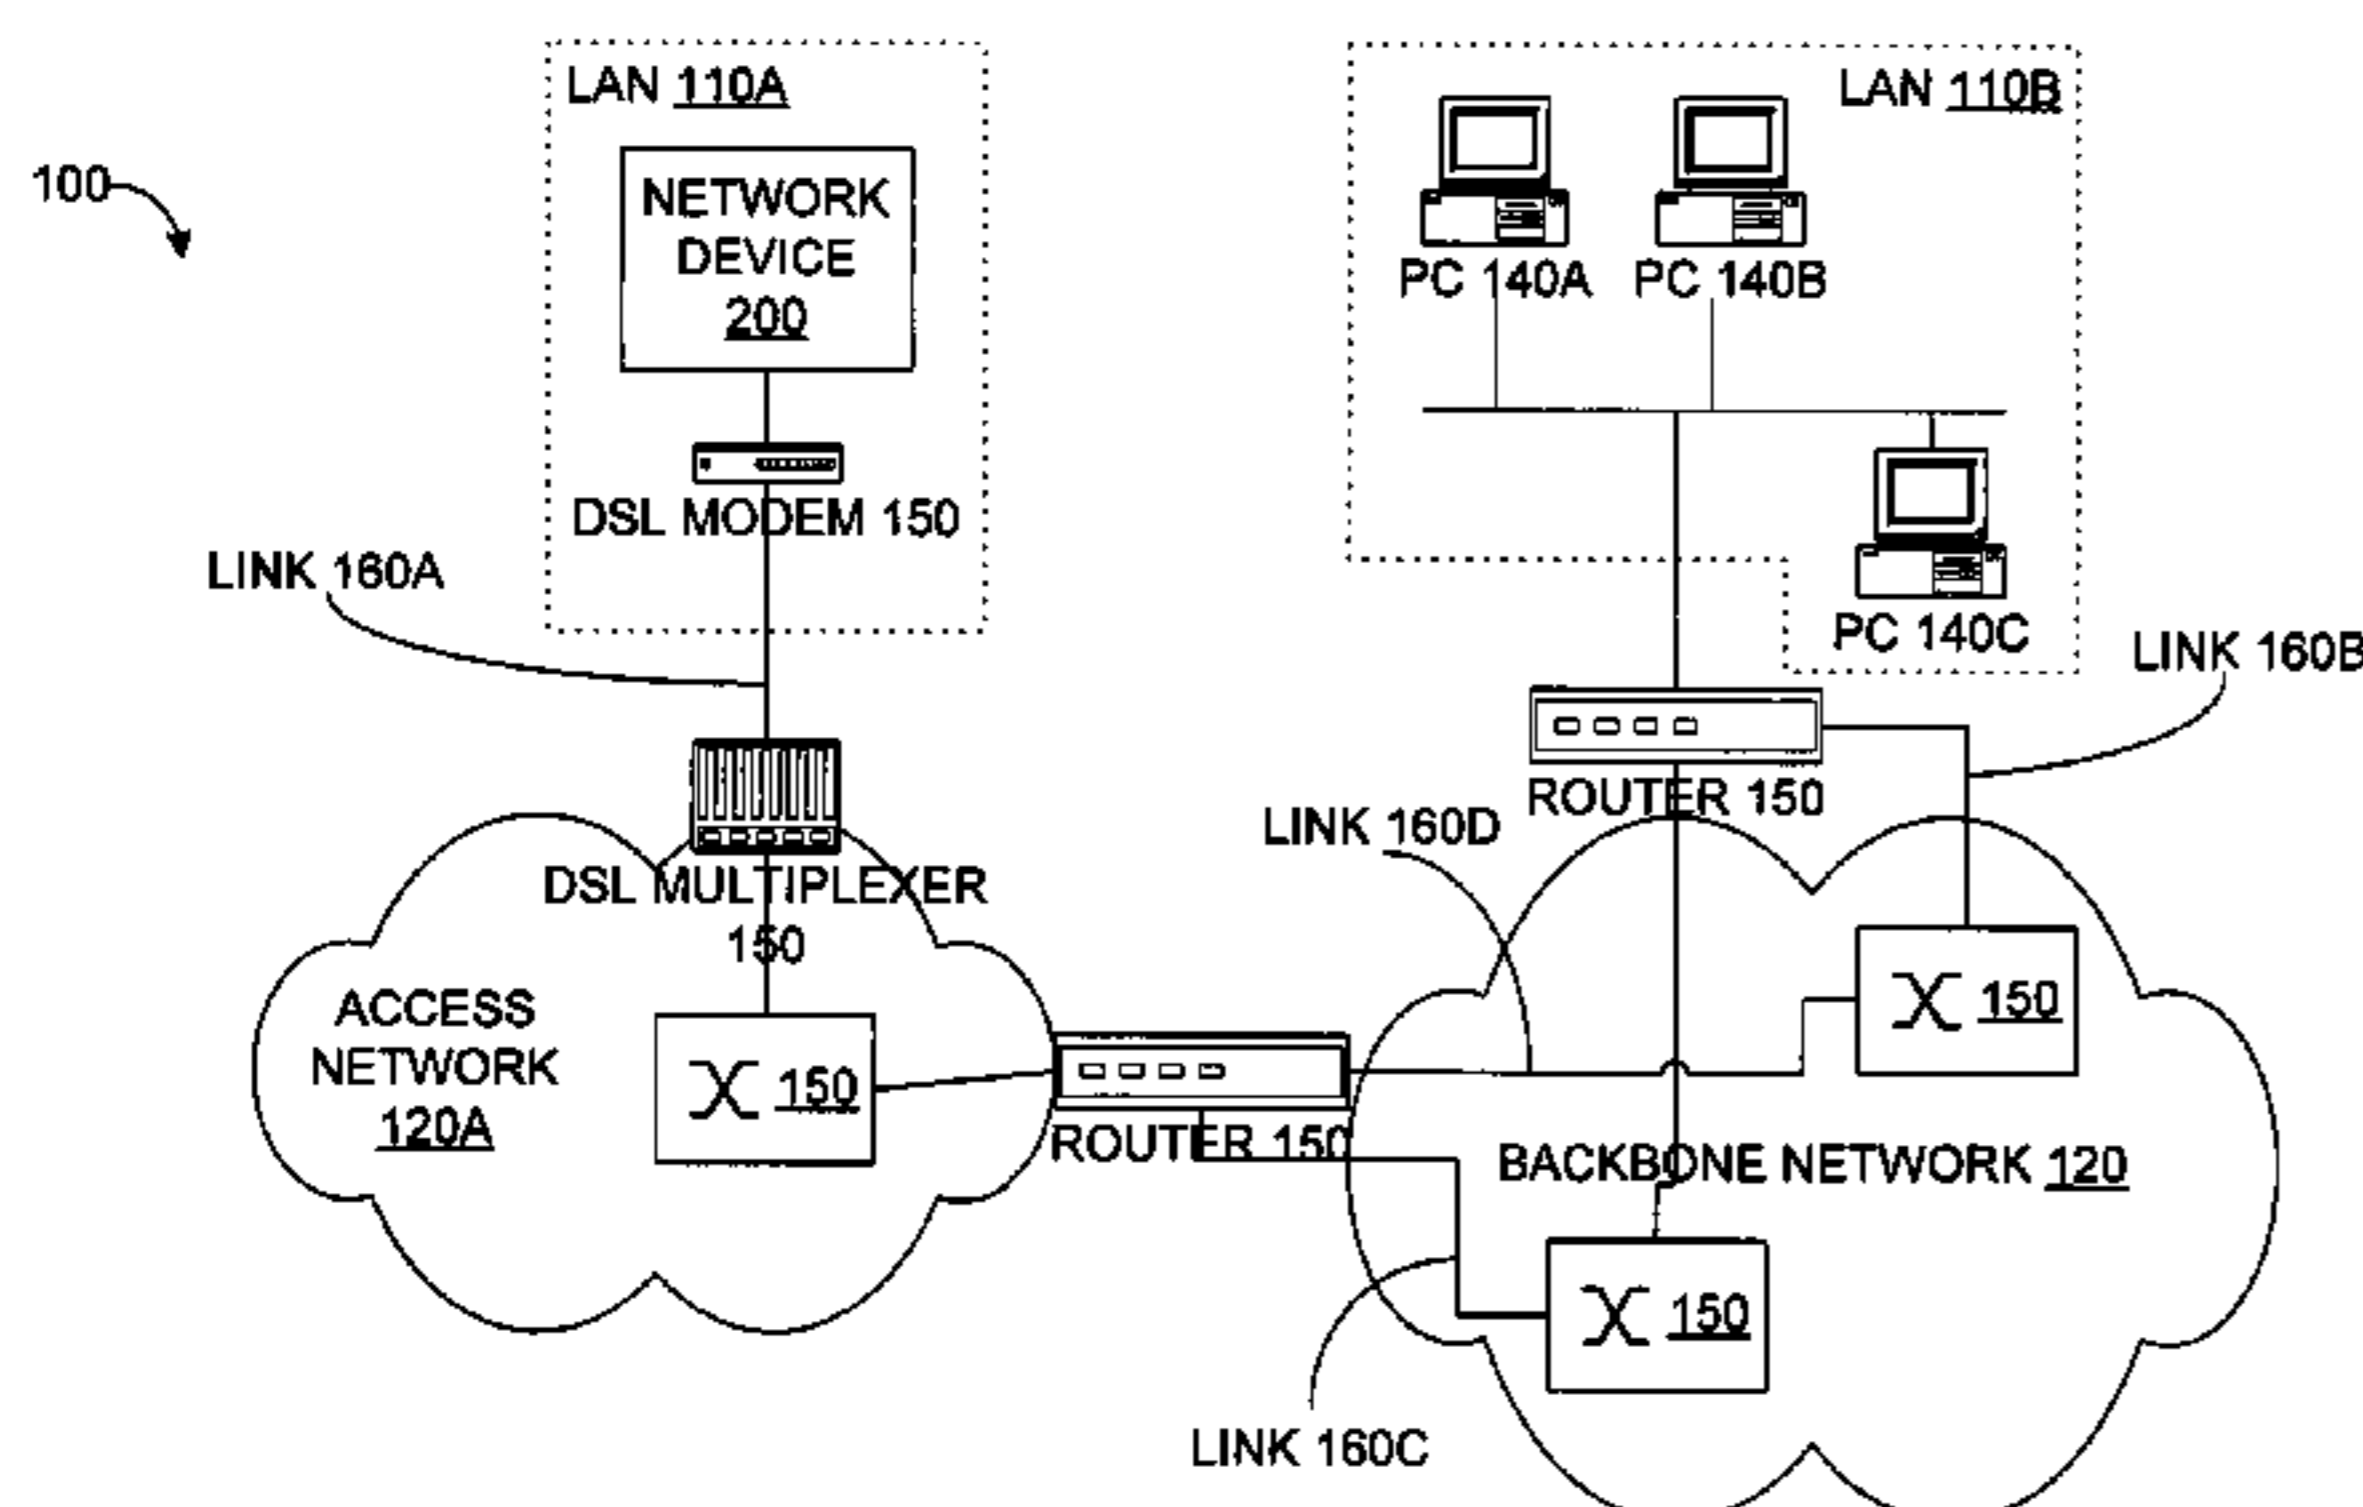 100
LAN 110A
NETWORK
DEVICE
200
DSL MODEM 150
LINK 160A
LAN 110B
PC 140A
PC 140B
PC 140C
LINK 160B
ROUTER 150
LINK 160D
DSL MULTIPLEXER
150
ACCESS
NETWORK
120A
150
ROUTER 150
150
BACKBONE NETWORK 120
150
LINK 160C